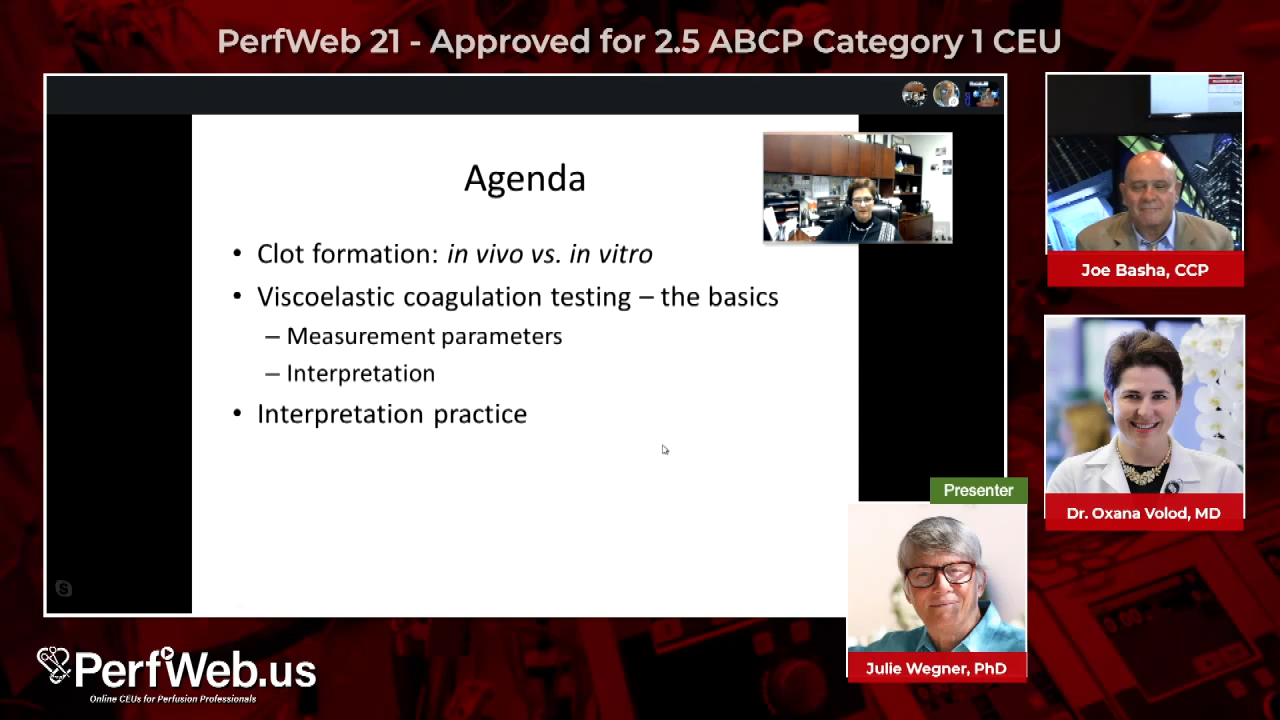 PerfWeb 21 - Approved for 2.5 ABCP Category 1 CEU
Agenda
• Clot formation: in vivo vs. in vitro
• Viscoelastic coagulation testing – the basics
– Measurement parameters
– Interpretation
• Interpretation practice
Joe Basha, CCP
Dr. Oxana Volod, MD
Presenter
Julie Wegner, PhD
PerfWeb.us
Online CEUs for Perfusion Professionals